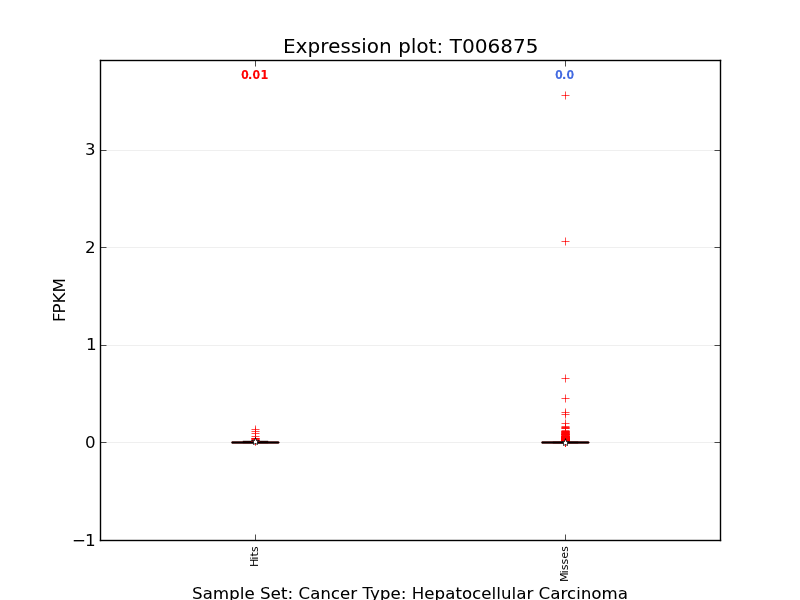 Expression plot: T006875
0.01
0.0
3
2
1
0
−1
FPKM
Hits
Misses
Sample Set: Cancer Type: Hepatocellular Carcinoma